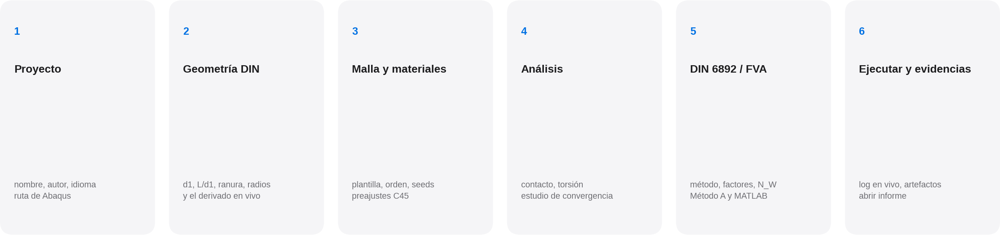 1
Proyecto
nombre, autor, idioma
ruta de Abaqus
2
Geometría DIN
d1, L/d1, ranura, radios
y el derivado en vivo
3
Malla y materiales
plantilla, orden, seeds
preajustes C45
4
Análisis
contacto, torsión
estudio de convergencia
5
DIN 6892 / FVA
método, factores, N_W
Método A y MATLAB
6
Ejecutar y evidencias
log en vivo, artefactos
abrir informe